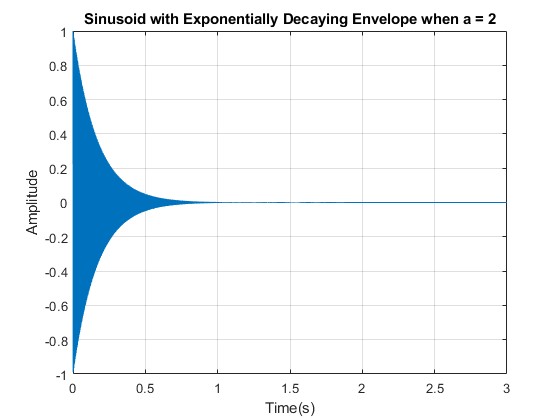 Sinusoid with Exponentially Decaying Envelope when a = 2
1
0.8
0.6
0.4
0.2
0
-0.2
-0.4
-0.6
-0.8
-1
Amplitude
0 0.5 1 1.5 2 2.5 3
Time(s)